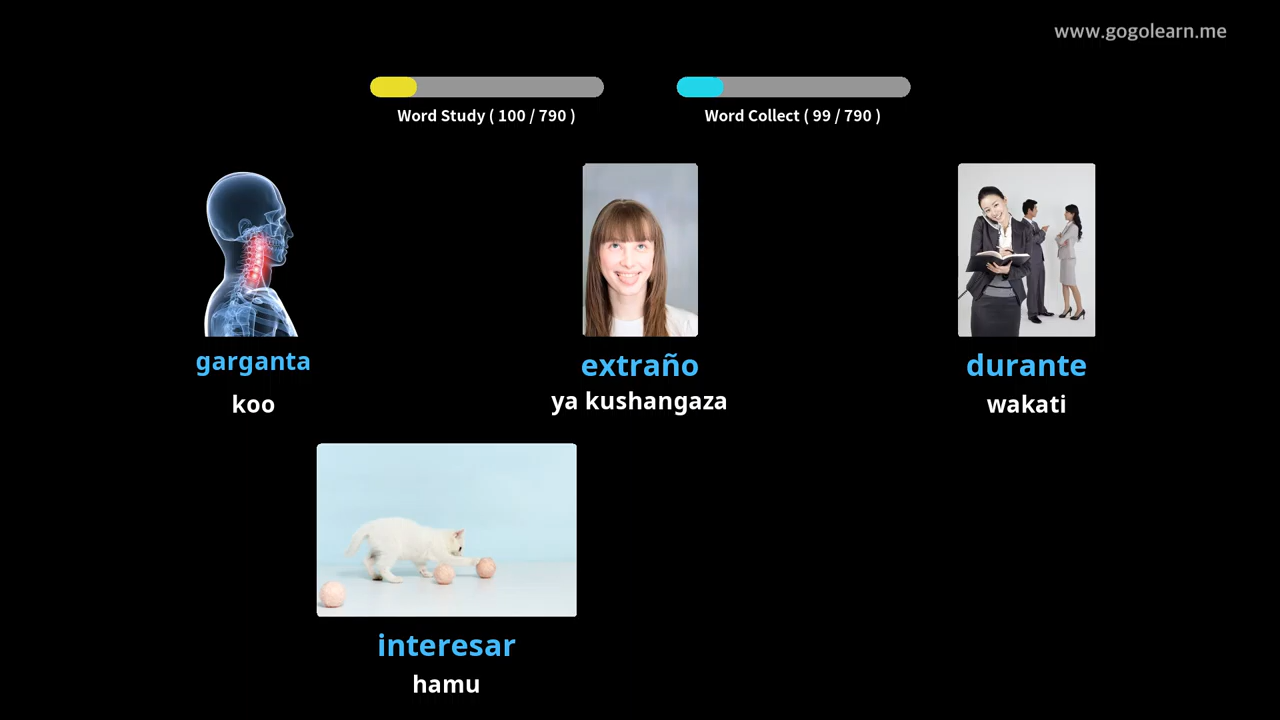 www.gogolearn.me
Word Study ( 100 / 790 )
Word Collect ( 99 / 790 )
garganta
koo
extraño
ya kushangaza
durante
wakati
interesar
hamu